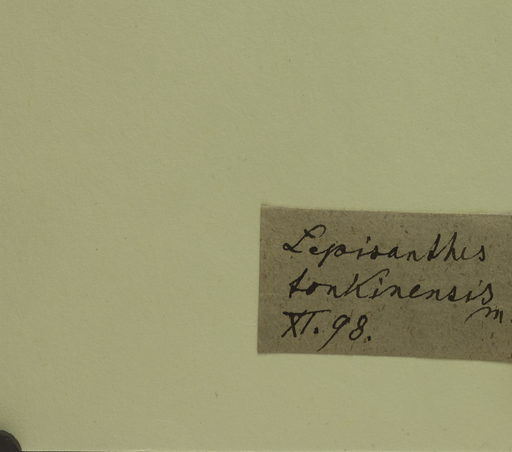 Lepisanthes
tonkinensis
m.
XI. 98.